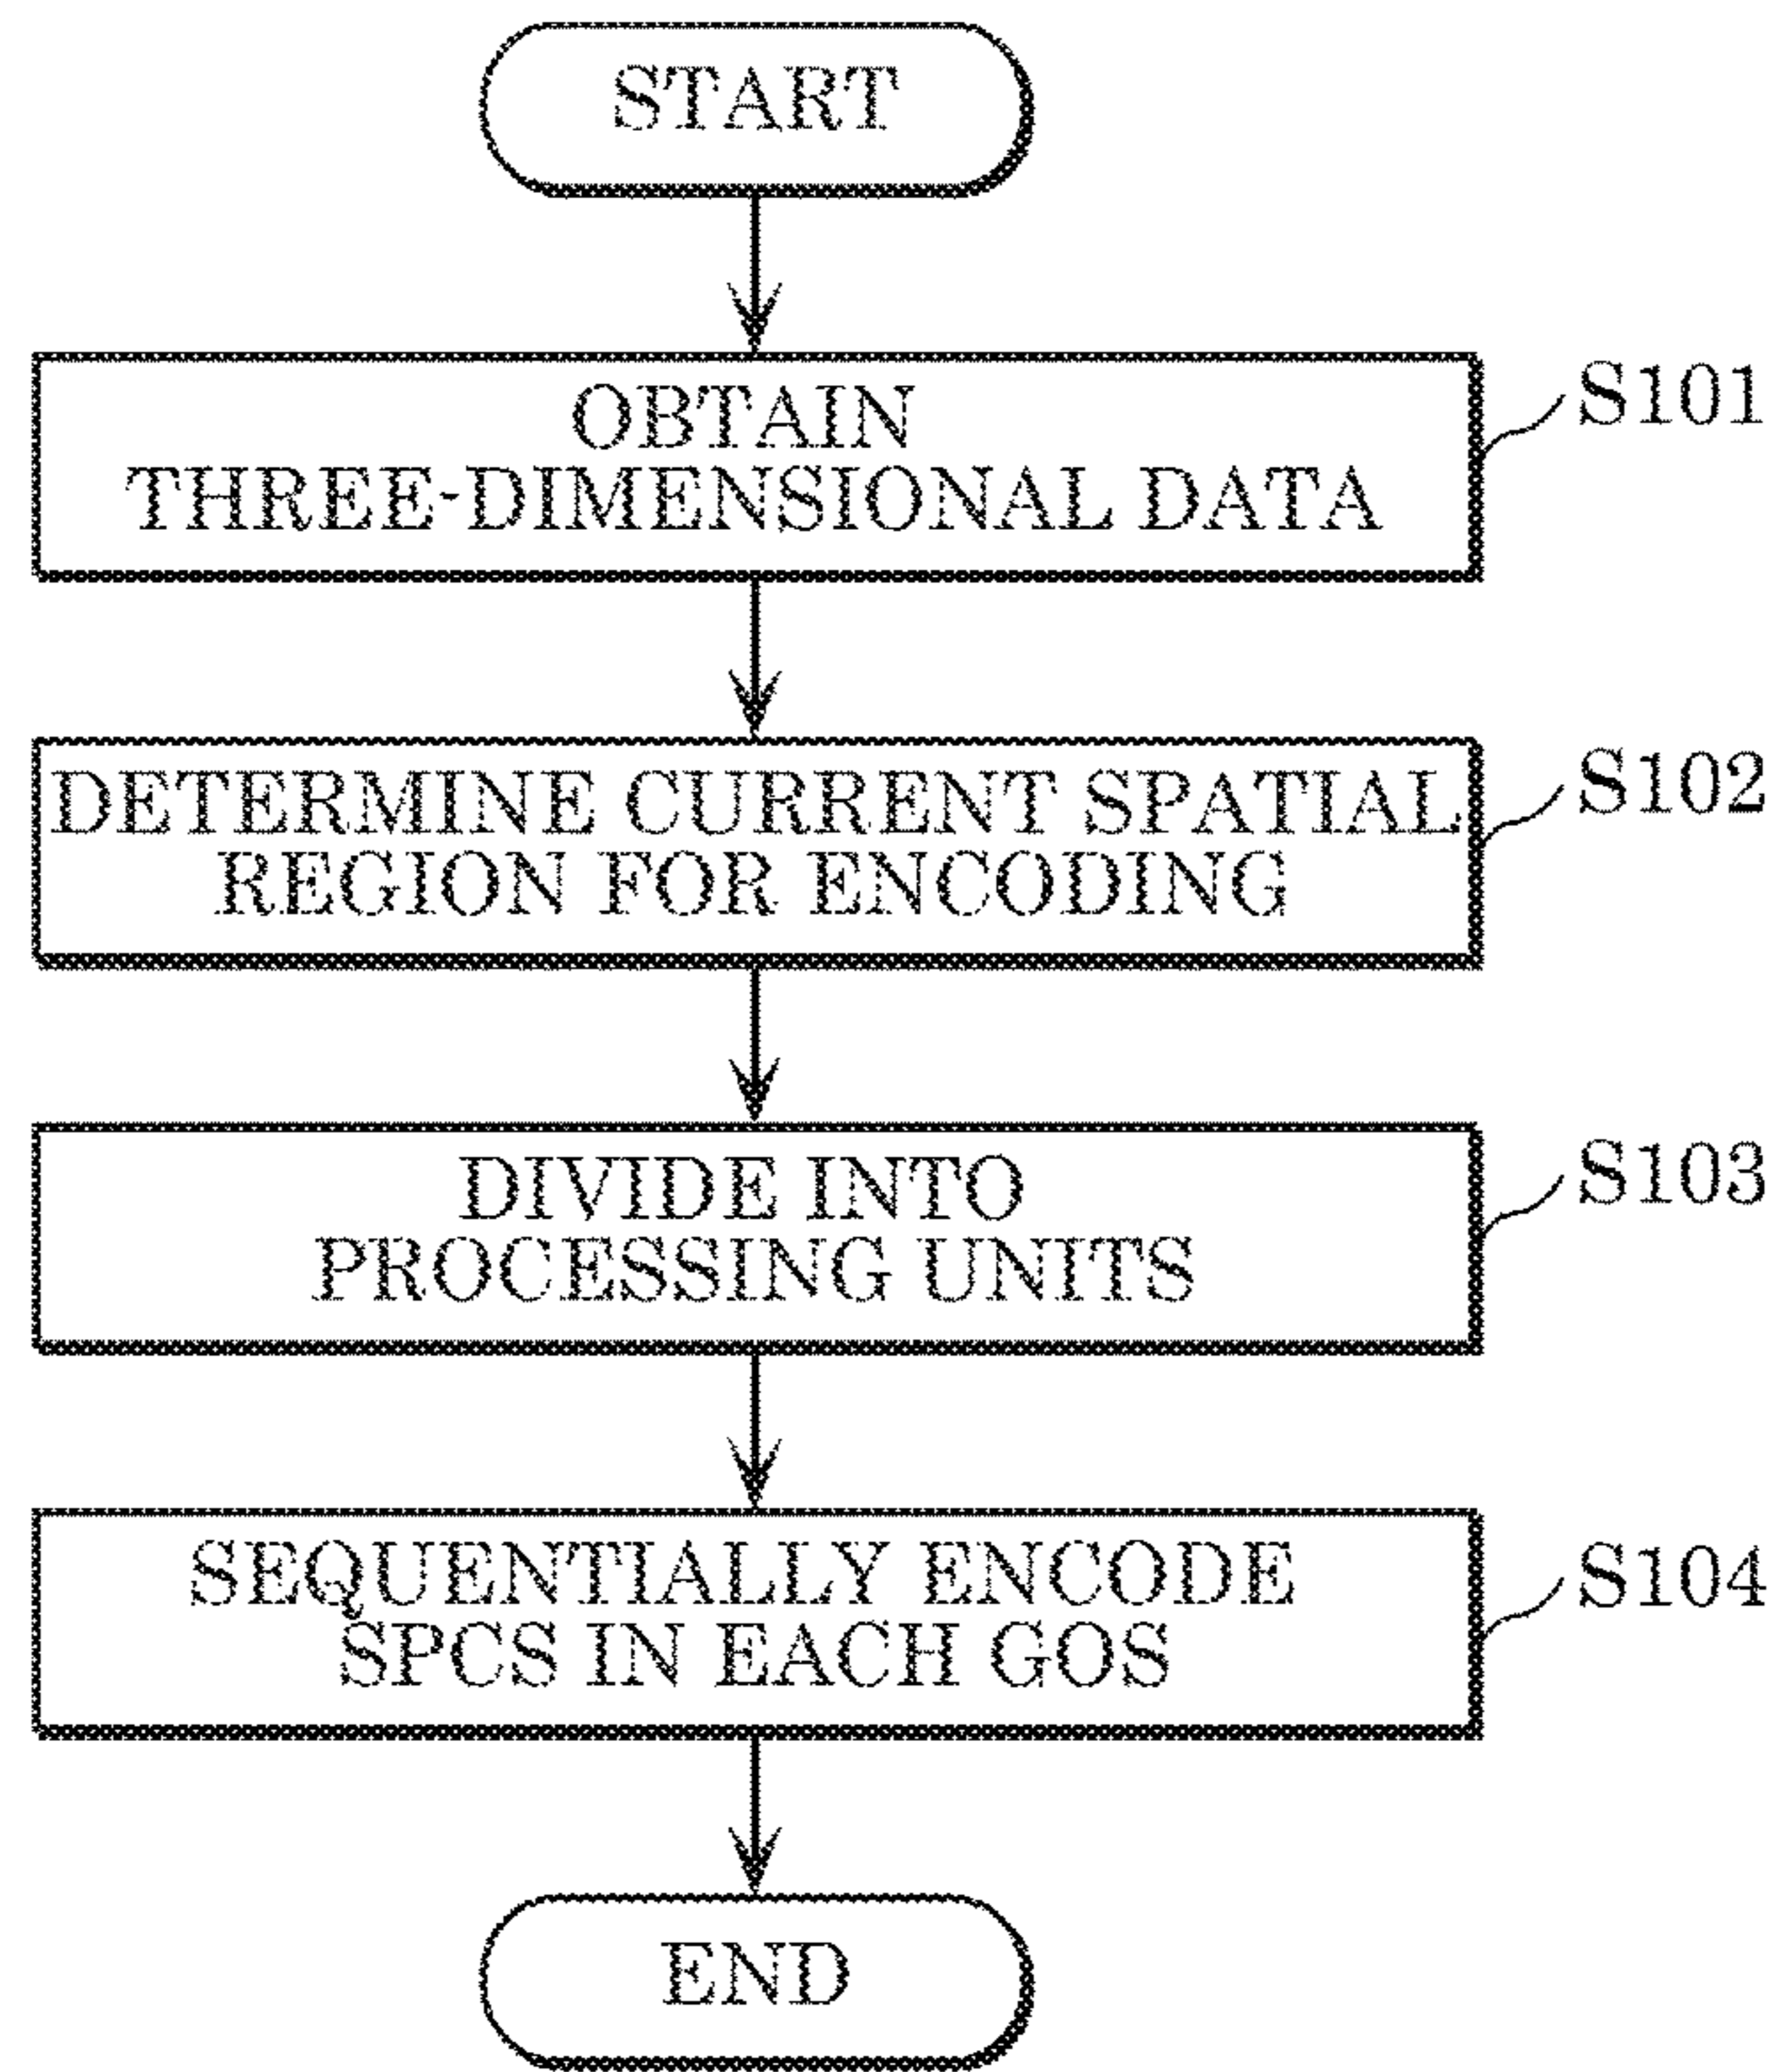 START
OBTAIN
THREE-DIMENSIONAL DATA
S101
DETERMINE CURRENT SPATIAL
REGION FOR ENCODING
S102
DIVIDE INTO
PROCESSING UNITS
S103
SEQUENTIALLY ENCODE
SPCS IN EACH GOS
S104
END